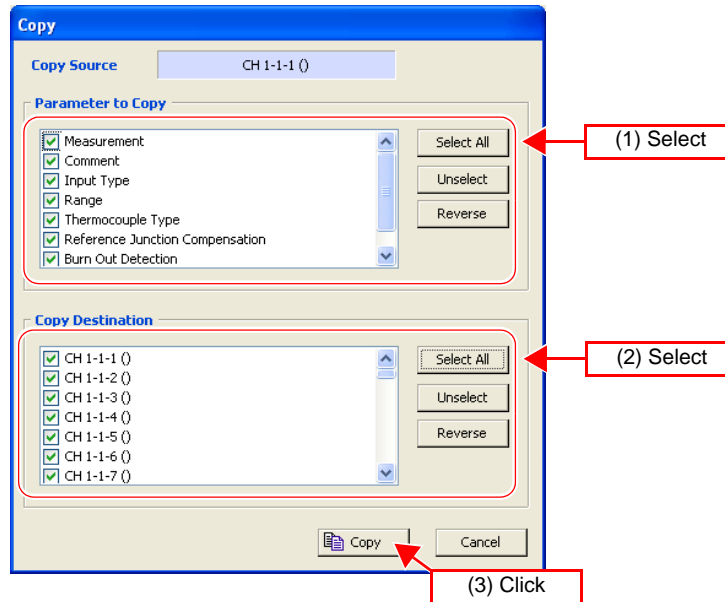 Copy
Copy Source CH 1-1-1 ()
Parameter to Copy
Measurement
Comment
Input Type
Range
Thermocouple Type
Reference Junction Compensation
Burn Out Detection
Select All
Unselect
Reverse
(1) Select
Copy Destination
CH 1-1-1 ()
CH 1-1-2 ()
CH 1-1-3 ()
CH 1-1-4 ()
CH 1-1-5 ()
CH 1-1-6 ()
CH 1-1-7 ()
Select All
Unselect
Reverse
(2) Select
Copy Cancel
(3) Click